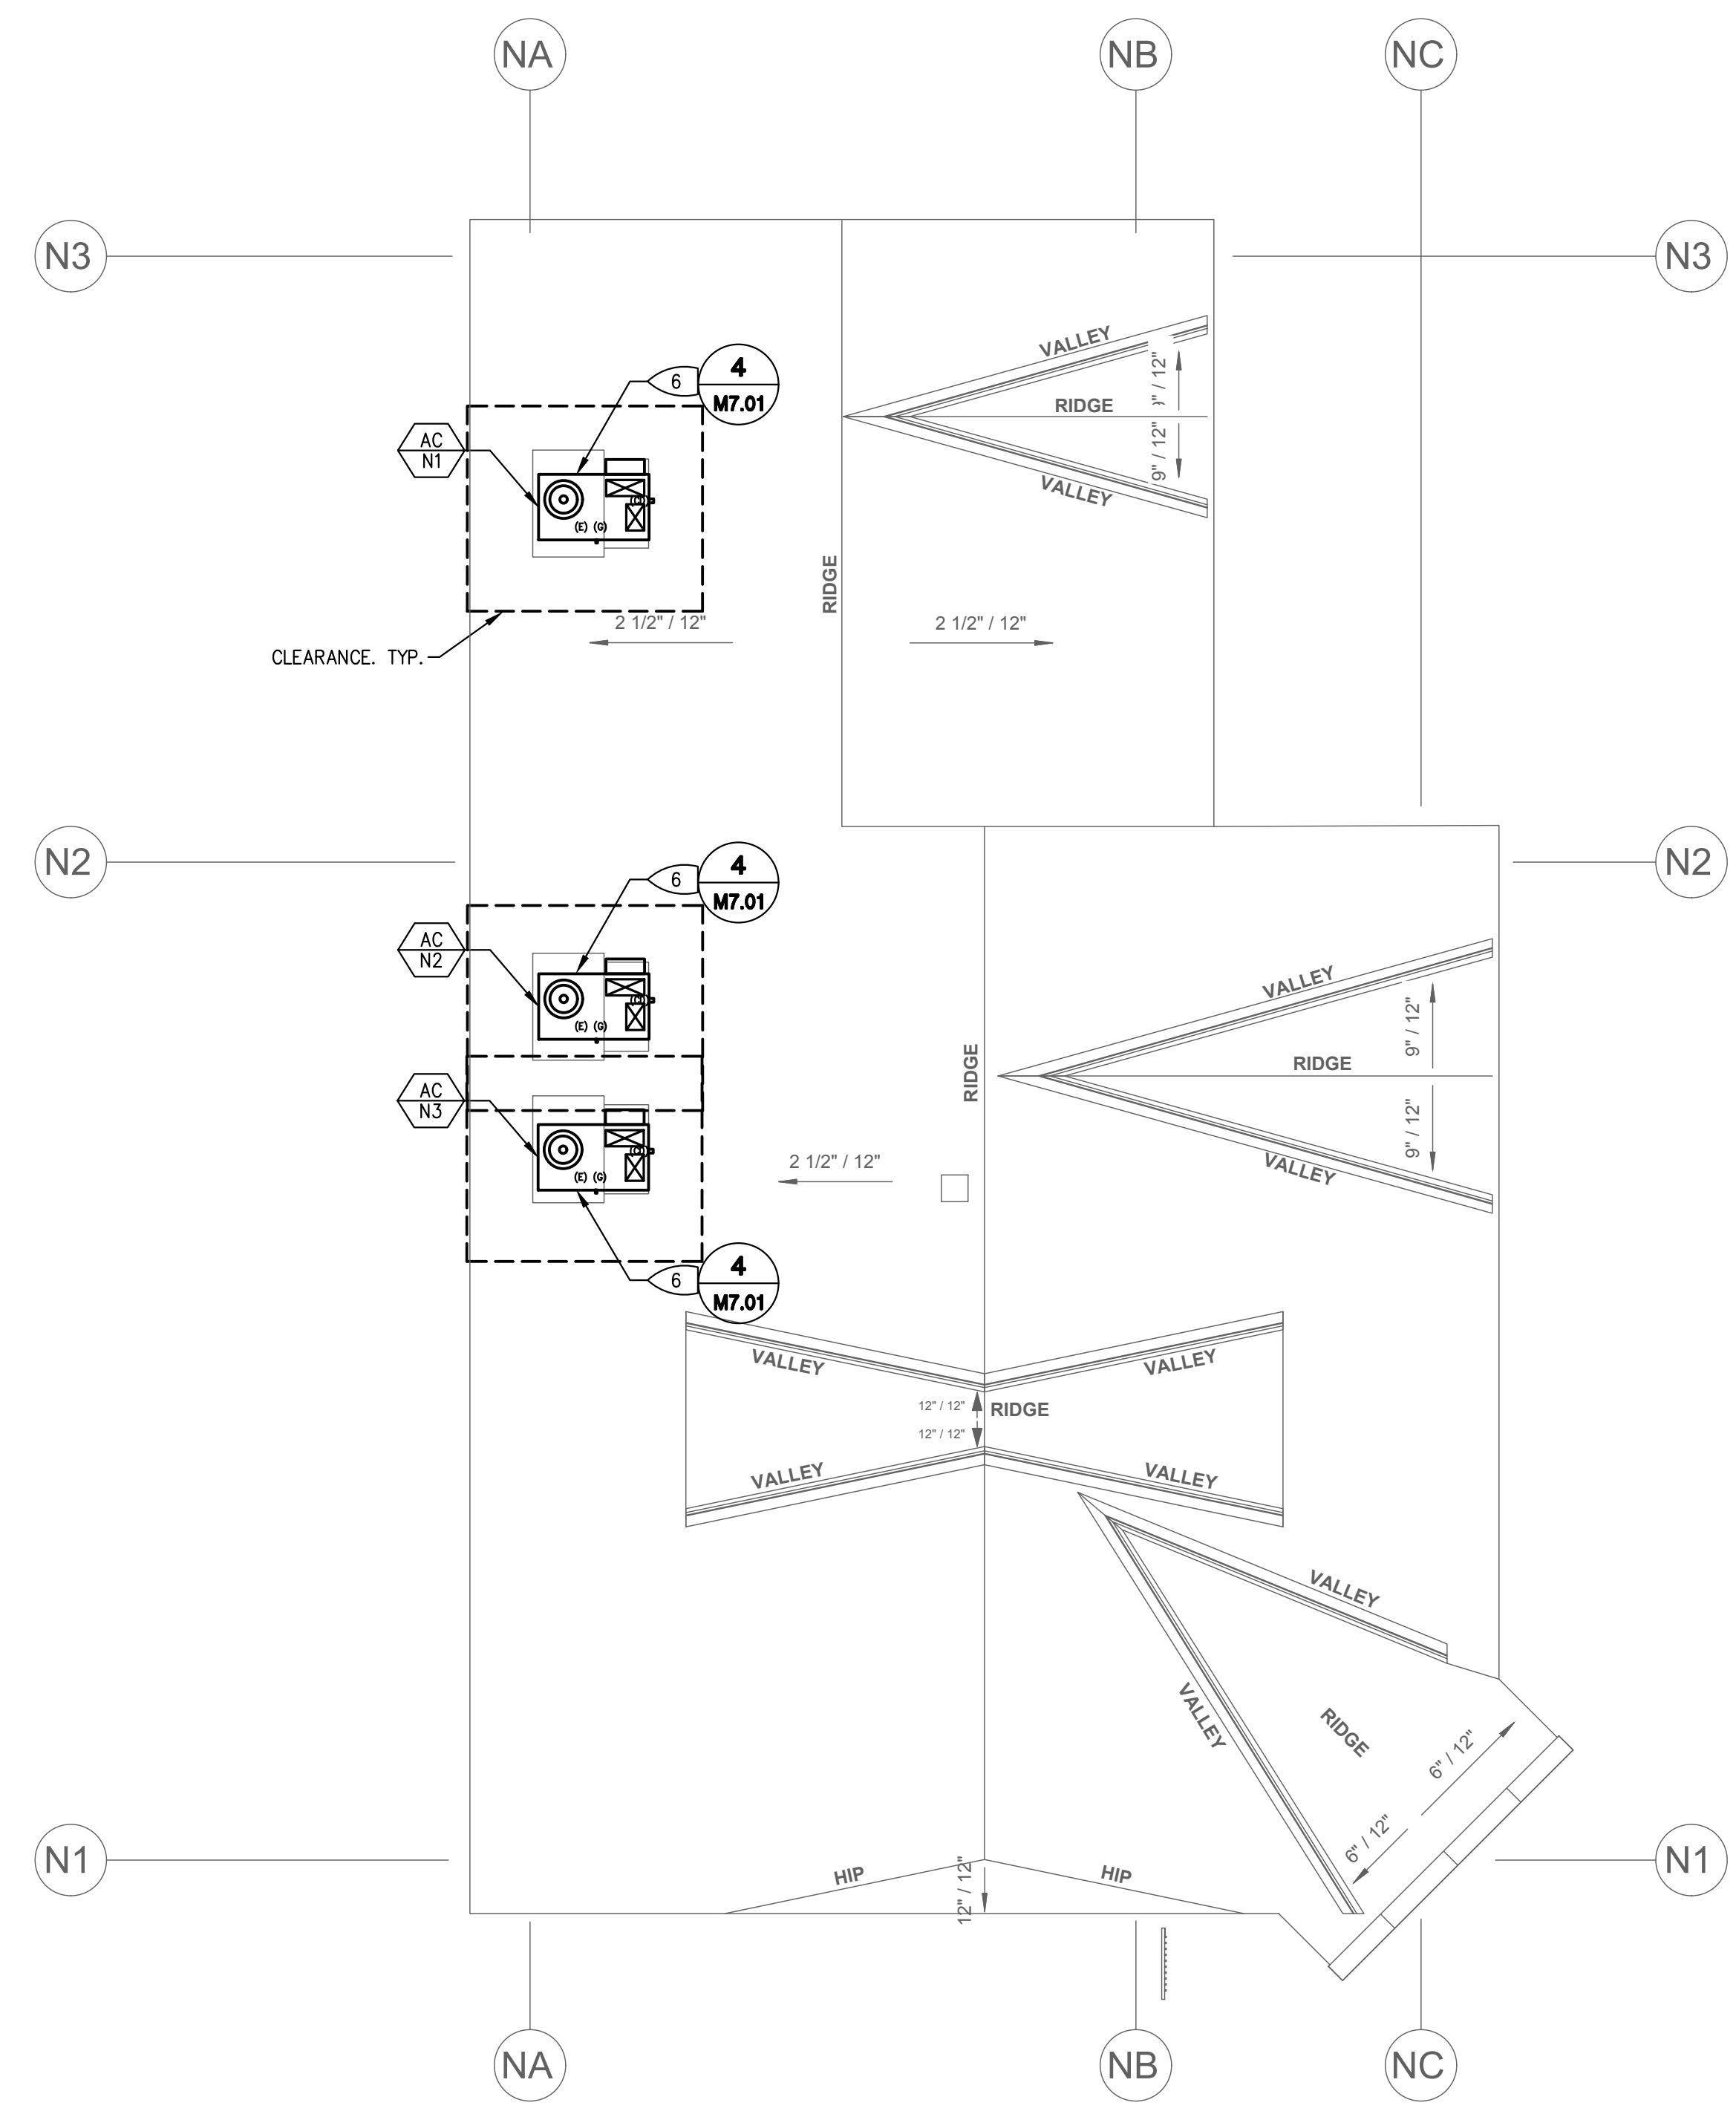 NA
NB
NC
N3
N3
VALLEY
9" / 12"
RIDGE
9" / 12"
VALLEY
4
6
M7.01
AC
N1
(E) (G)
RIDGE
2 1/2" / 12"
2 1/2" / 12"
CLEARANCE. TYP.
N2
N2
4
6
M7.01
AC
N2
(E) (G)
VALLEY
9" / 12"
RIDGE
RIDGE
9" / 12"
VALLEY
AC
N3
(E) (G)
2 1/2" / 12"
4
6
M7.01
VALLEY
VALLEY
12" / 12"
RIDGE
12" / 12"
VALLEY
VALLEY
VALLEY
VALLEY
RIDGE
6" / 12"
6" / 12"
N1
N1
HIP
HIP
12" / 12"
NA
NB
NC